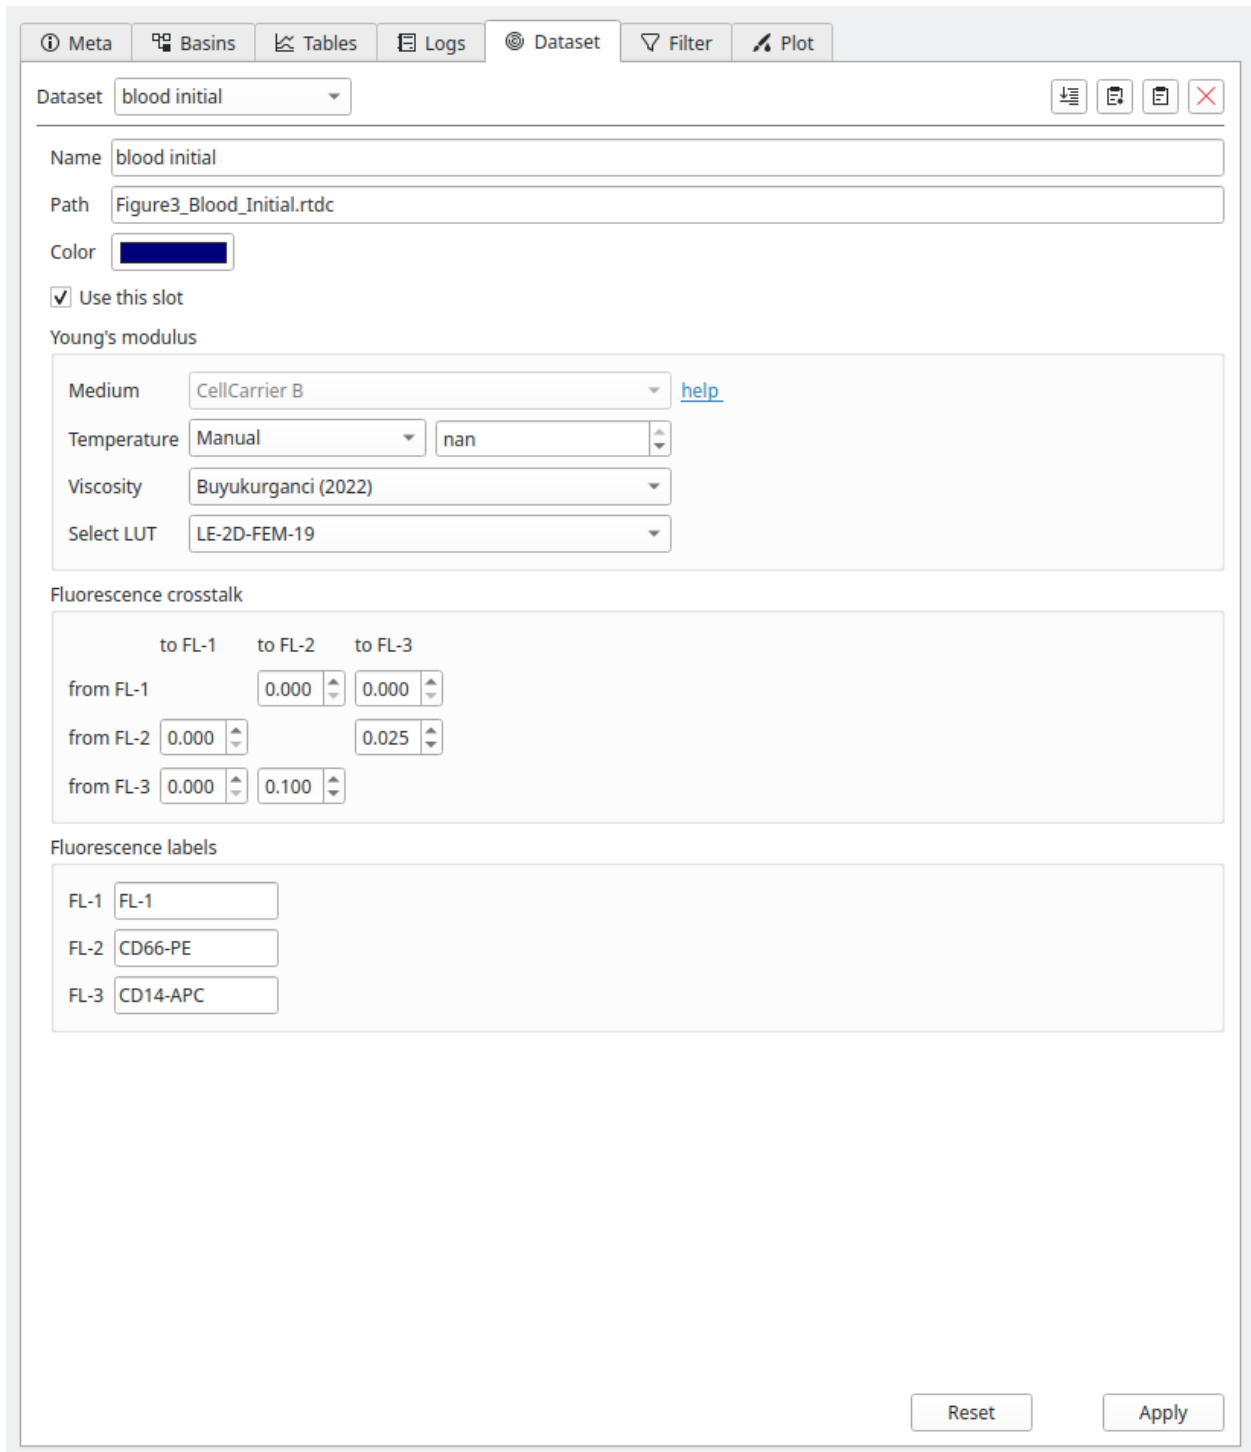 Meta Basins Tables Logs Dataset Filter Plot
Dataset blood initial
Name blood initial
Path Figure3_Blood_Initial.rtdc
Color
Use this slot
Young's modulus
Medium CellCarrier B help
Temperature Manual nan
Viscosity Buyukurganci (2022)
Select LUT LE-2D-FEM-19
Fluorescence crosstalk
to FL-1 to FL-2 to FL-3
from FL-1 0.000 0.000
from FL-2 0.000 0.025
from FL-3 0.000 0.100
Fluorescence labels
FL-1 FL-1
FL-2 CD66-PE
FL-3 CD14-APC
Reset Apply